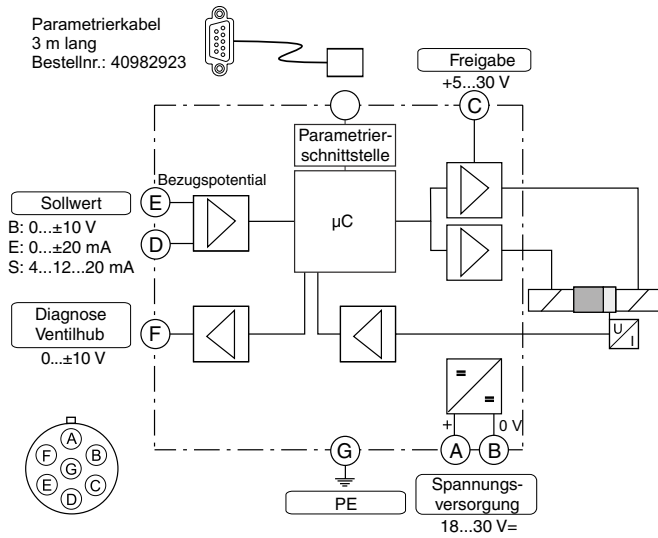 Parametrierkabel
3 m lang
Bestellnr.: 40982923
Freigabe
+5...30 V
C
Parametrier-
schnittstelle
Bezugspotential
E
Sollwert
B: 0...±10 V
E: 0...±20 mA
S: 4...12...20 mA
D
µC
Diagnose
Ventilhub
0...±10 V
F
U
I
=
=
+
0 V
A
B
G
PE
Spannungs-
versorgung
18...30 V=
A
F
B
G
E
C
D